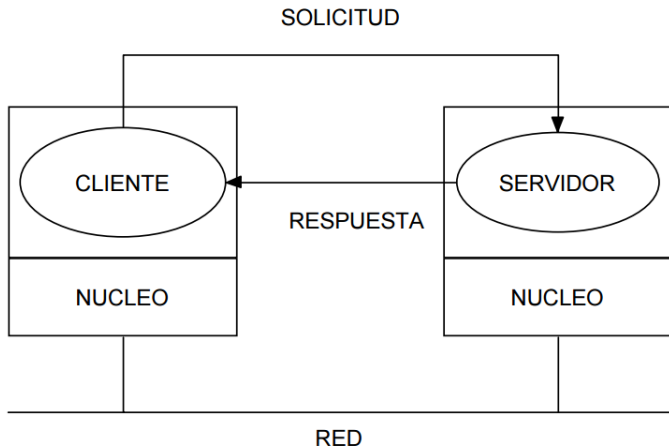 SOLICITUD
CLIENTE
SERVIDOR
RESPUESTA
NUCLEO
NUCLEO
RED